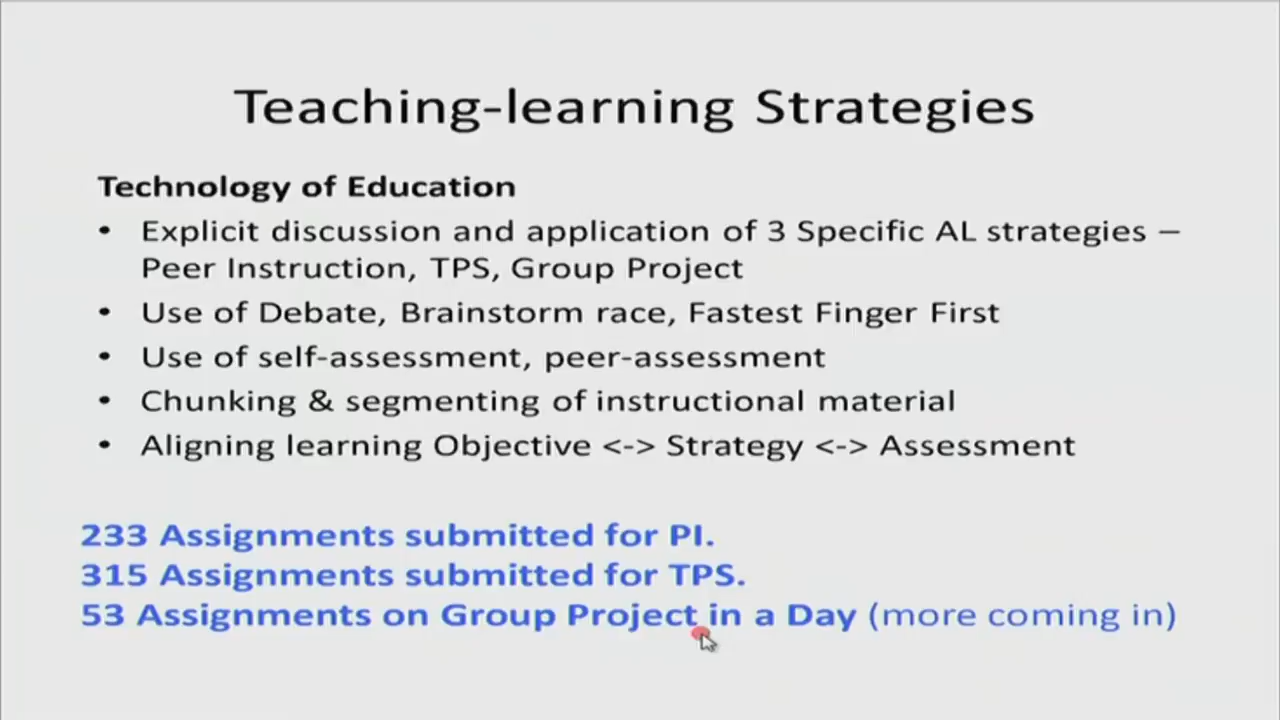 Teaching-learning Strategies
Technology of Education
• Explicit discussion and application of 3 Specific AL strategies –
Peer Instruction, TPS, Group Project
• Use of Debate, Brainstorm race, Fastest Finger First
• Use of self-assessment, peer-assessment
• Chunking & segmenting of instructional material
• Aligning learning Objective <-> Strategy <-> Assessment
233 Assignments submitted for PI.
315 Assignments submitted for TPS.
53 Assignments on Group Project in a Day (more coming in)